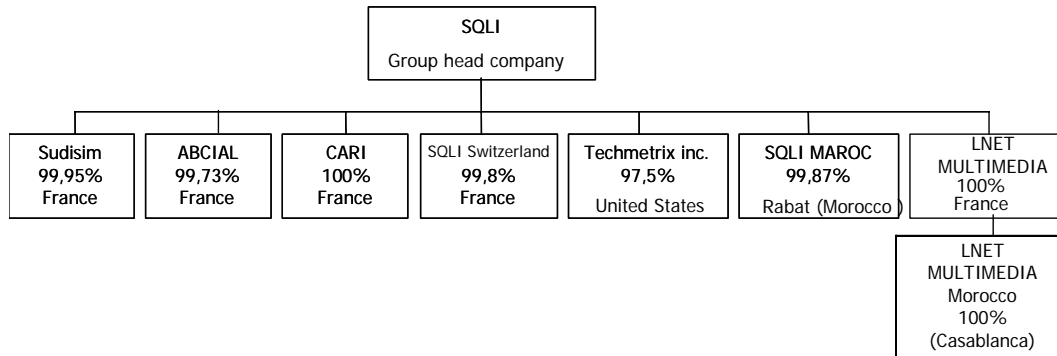 SQLI
Group head company
Sudisim
99,95%
France
ABCIAL
99,73%
France
CARI
100%
France
SQLI Switzerland
99,8%
France
Techmetrix inc.
97,5%
United States
SQLI MAROC
99,87%
Rabat (Morocco )
LNET
MULTIMEDIA
100%
France
LNET
MULTIMEDIA
Morocco
100%
(Casablanca)